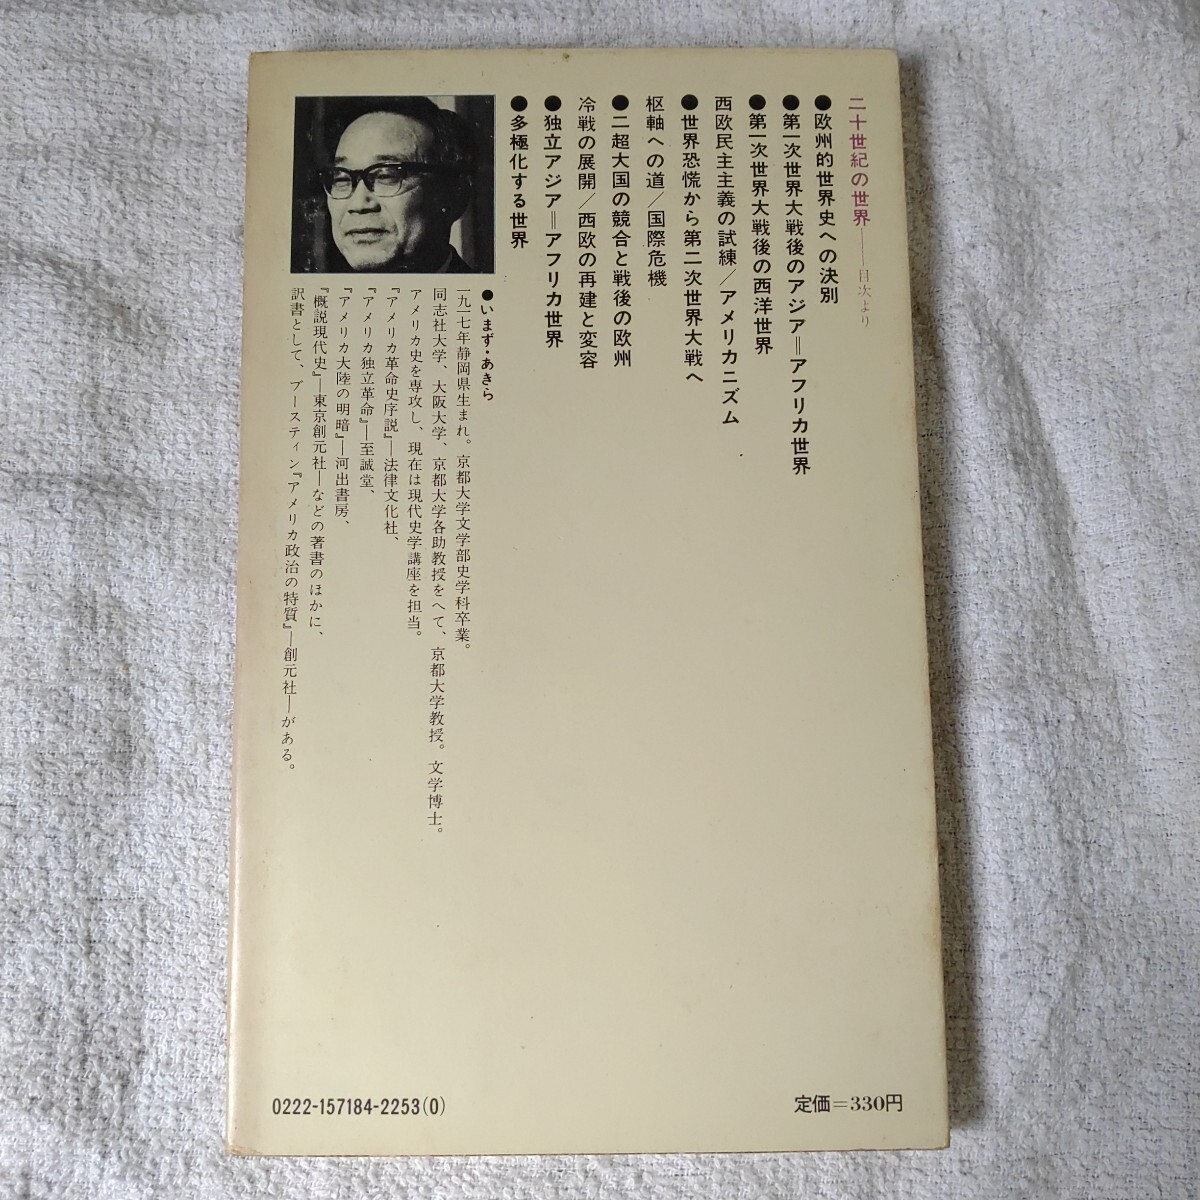 二十世紀の世界――目次より
●欧州的世界史への決別
●第一次世界大戦後のアジア＝アフリカ世界
●第一次世界大戦後の西洋世界
西欧民主主義の試練／アメリカニズム
●世界恐慌から第二次世界大戦へ
枢軸への道／国際危機
●二超大国の競合と戦後の欧州
冷戦の展開／西欧の再建と変容
●独立アジア＝アフリカ世界
●多極化する世界
●いまず・あきら
一九一七年静岡県生まれ。京都大学文学部史学科卒業。
同志社大学、大阪大学、京都大学各助教授をへて、京都大学教授。文学博士。
アメリカ史を専攻し、現在は現代史学講座を担当。
『アメリカ革命史序説』―法律文化社、
『アメリカ独立革命』―至誠堂、
『アメリカ大陸の明暗』―河出書房、
『概説現代史』―東京創元社―などの著書のほかに、
訳書として、ブースティン『アメリカ政治の特質』―創元社―がある。
0222-157184-2253(0)
定価＝330円